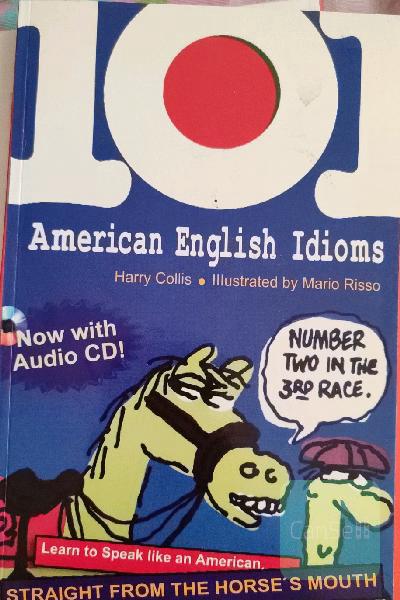 101
American English Idioms
Harry Collis • Illustrated by Mario Risso
Now with
Audio CD!
NUMBER
TWO IN THE
3RD RACE.
Learn to Speak like an American,
STRAIGHT FROM THE HORSE´S MOUTH